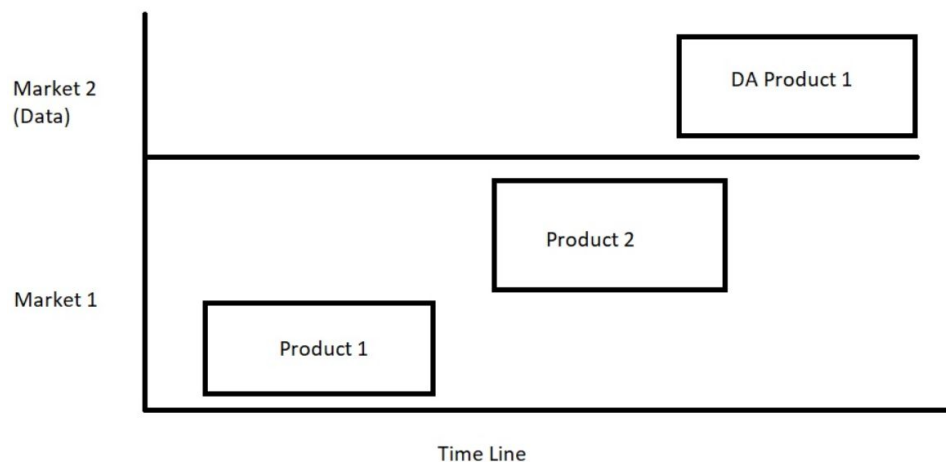 DA Product 1
Market 2
(Data)
Product 2
Market 1
Product 1
Time Line